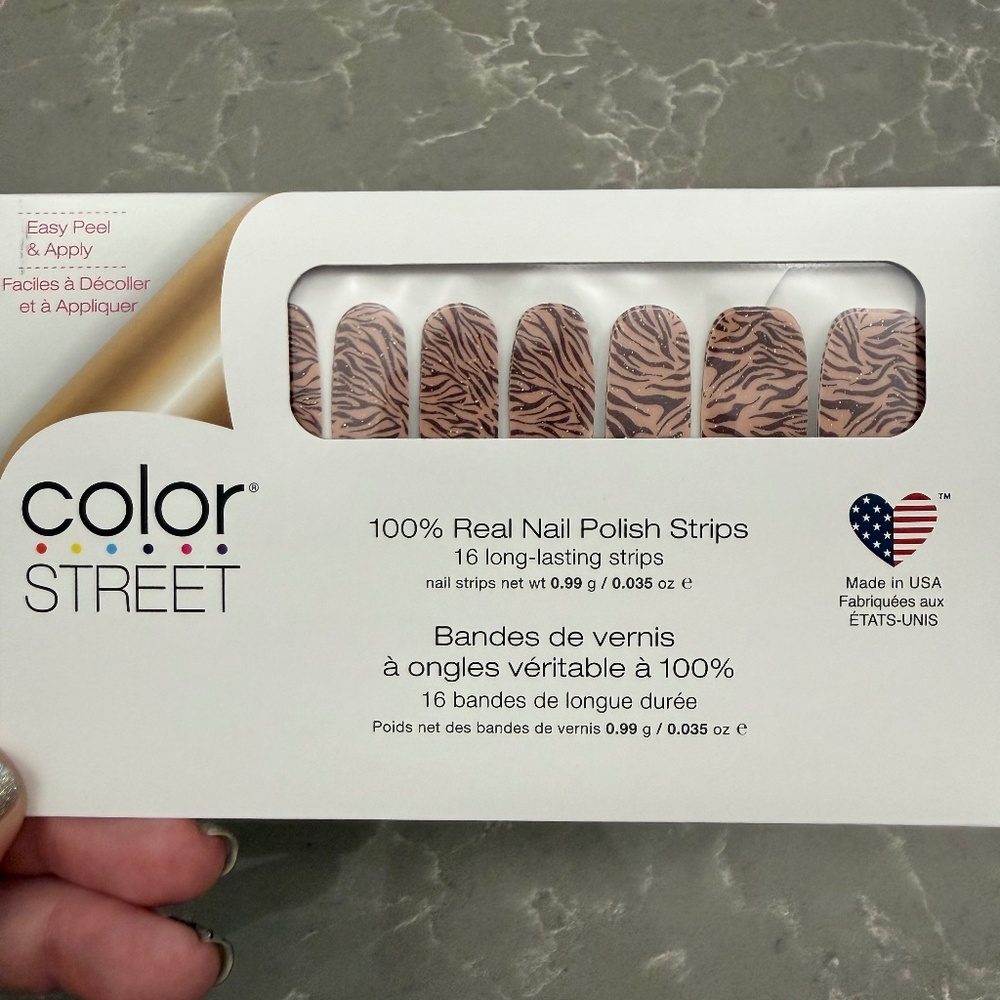 Easy Peel
& Apply
Faciles à Décoller
et à Appliquer
color®
STREET
100% Real Nail Polish Strips
16 long-lasting strips
nail strips net wt 0.99 g / 0.035 oz ℮
Bandes de vernis
à ongles véritable à 100%
16 bandes de longue durée
Poids net des bandes de vernis 0.99 g / 0.035 oz ℮
™
Made in USA
Fabriquées aux
ÉTATS-UNIS